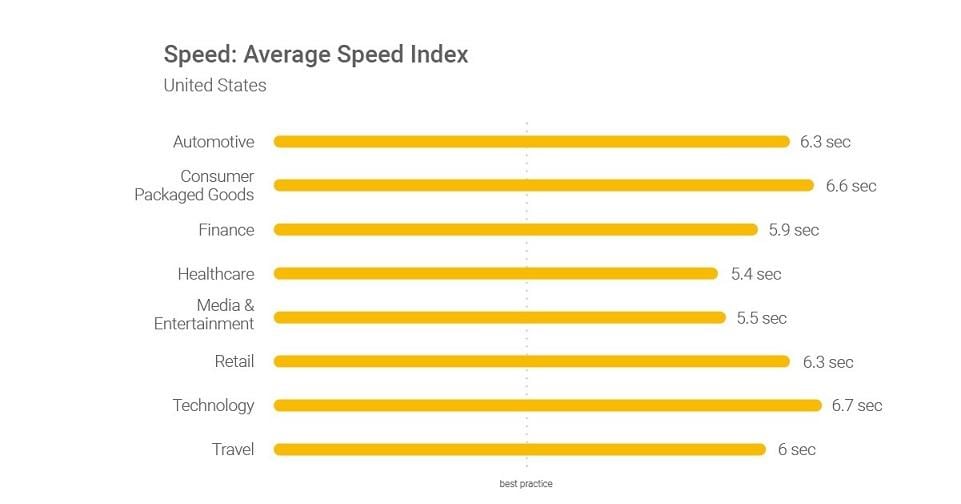 Speed: Average Speed Index
United States
Automotive 6.3 sec
Consumer
Packaged Goods 6.6 sec
Finance 5.9 sec
Healthcare 5.4 sec
Media &
Entertainment 5.5 sec
Retail 6.3 sec
Technology 6.7 sec
Travel 6 sec
best practice